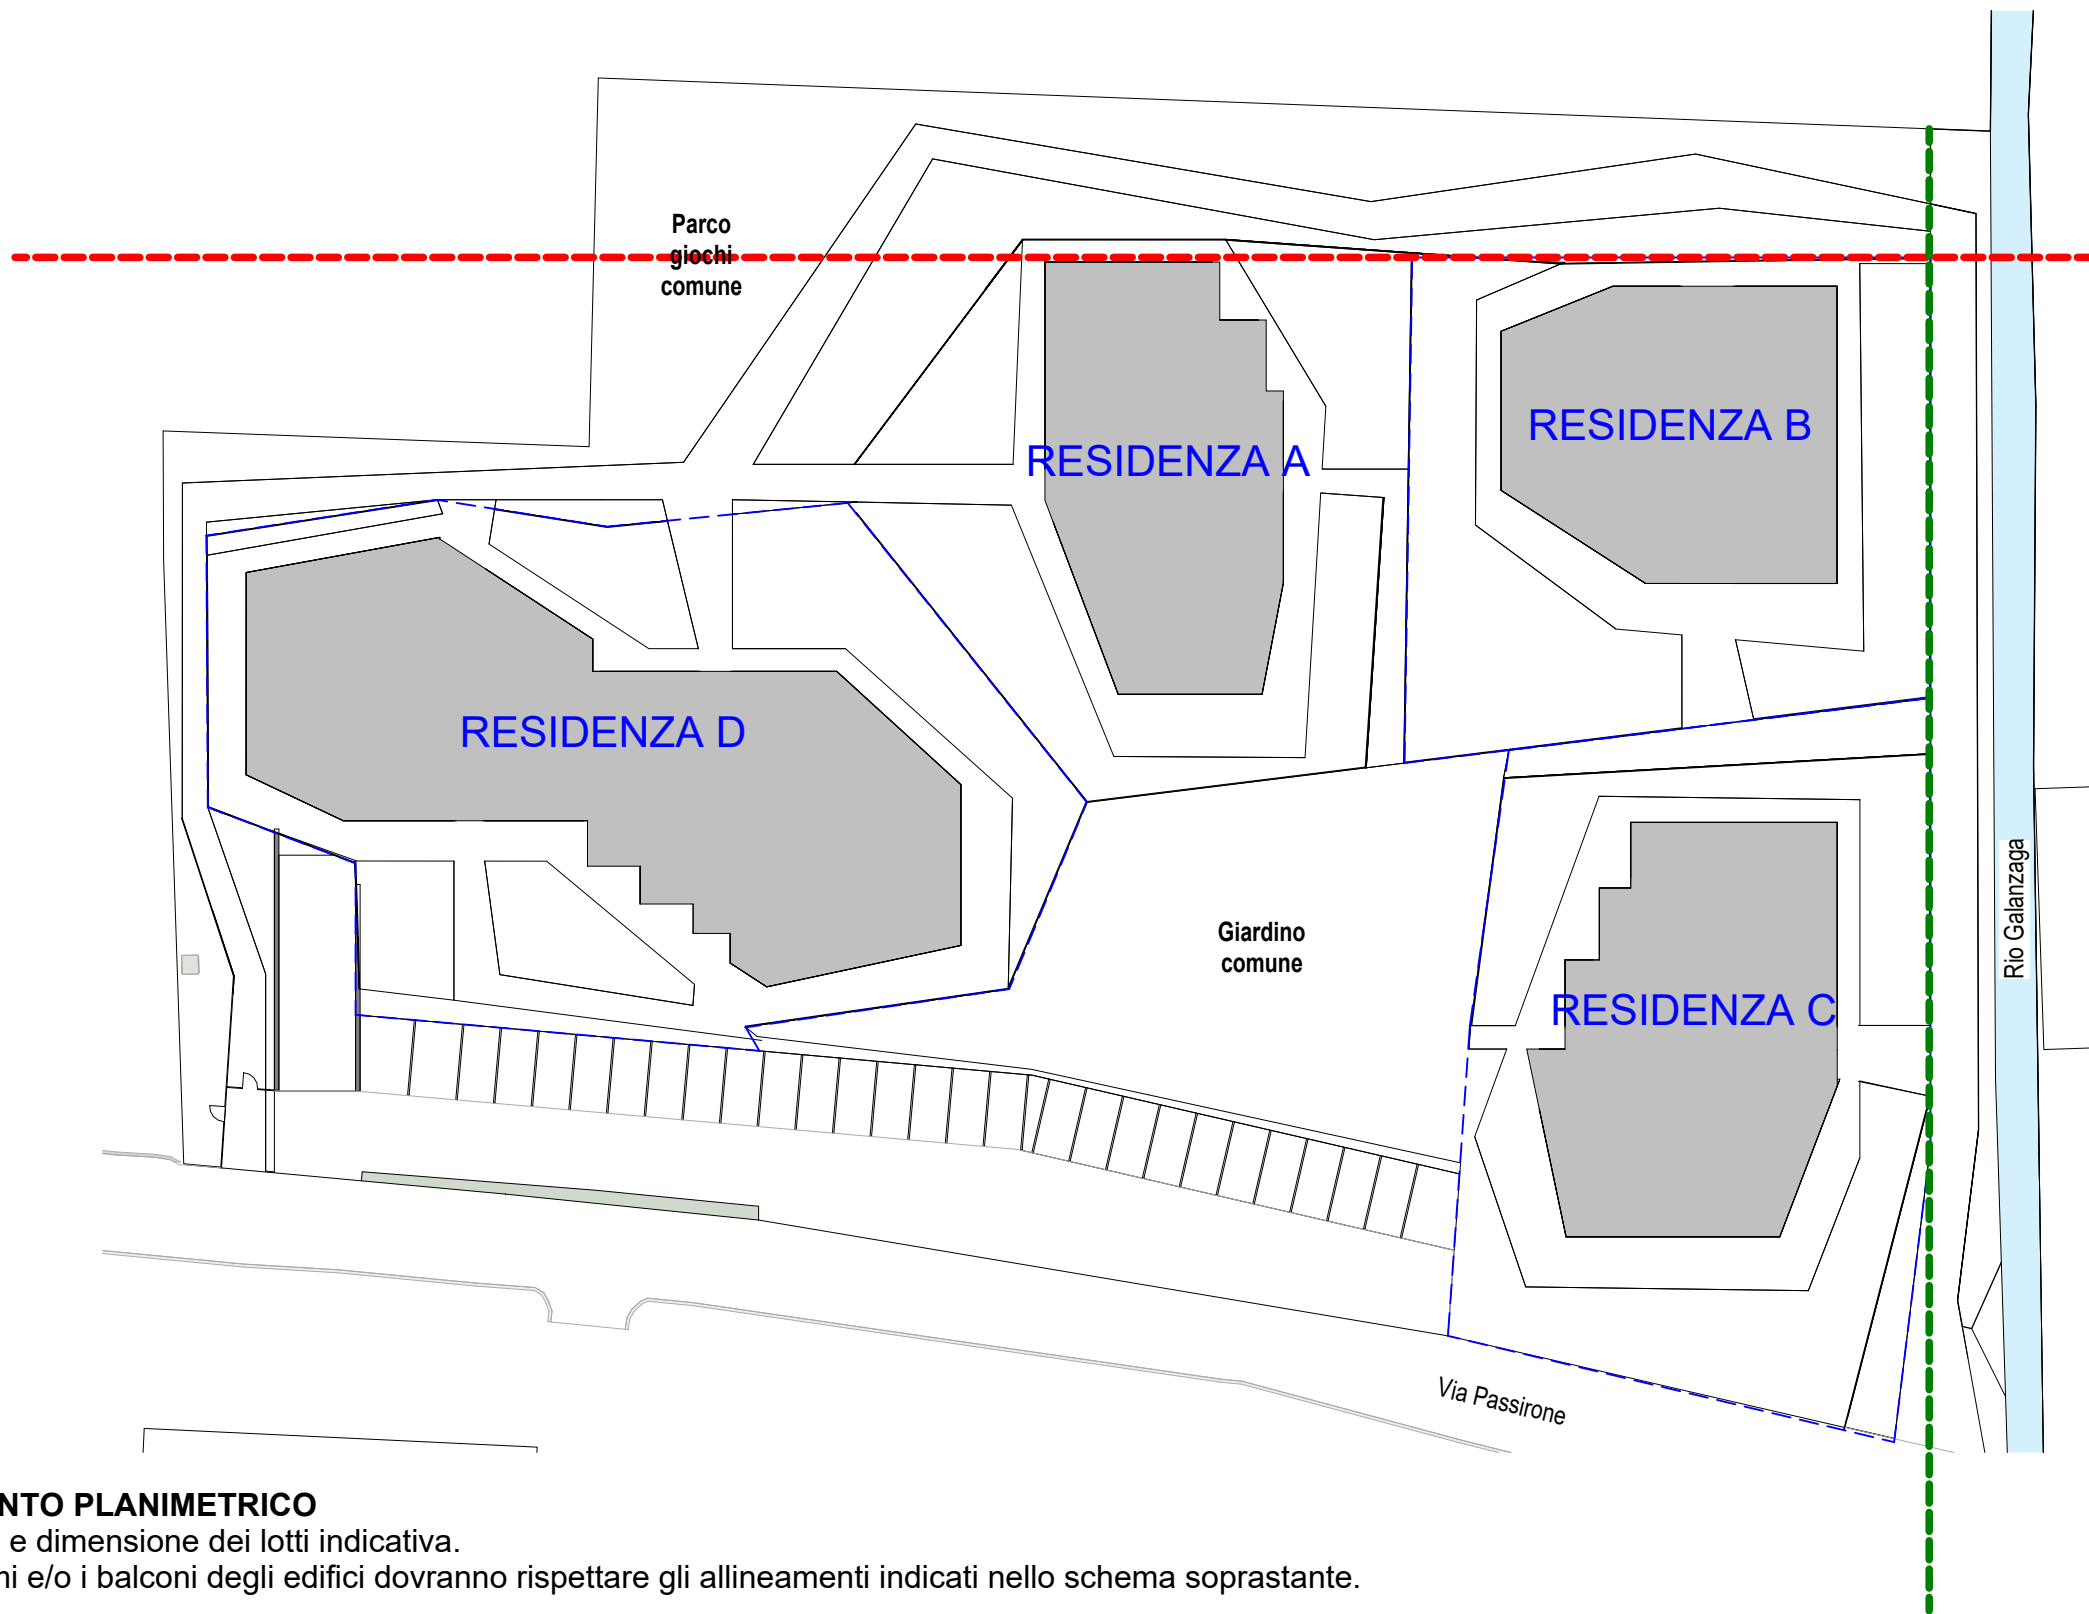 Parco
giochi
comune
RESIDENZA B
RESIDENZA A
RESIDENZA D
Giardino
comune
Rio Galanzaga
RESIDENZA C
Via Passirone
NTO PLANIMETRICO
e dimensione dei lotti indicativa.
ni e/o i balconi degli edifici dovranno rispettare gli allineamenti indicati nello schema soprastante.